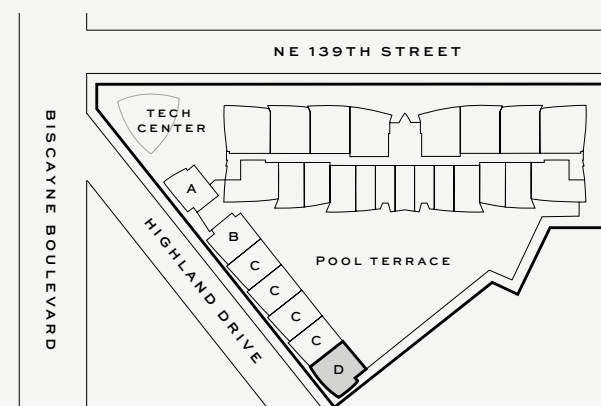 NE 139TH STREET
BISCAYNE BOULEVARD
TECH
CENTER
A
HIGHLAND DRIVE
B
C
POOL TERRACE
C
C
C
D